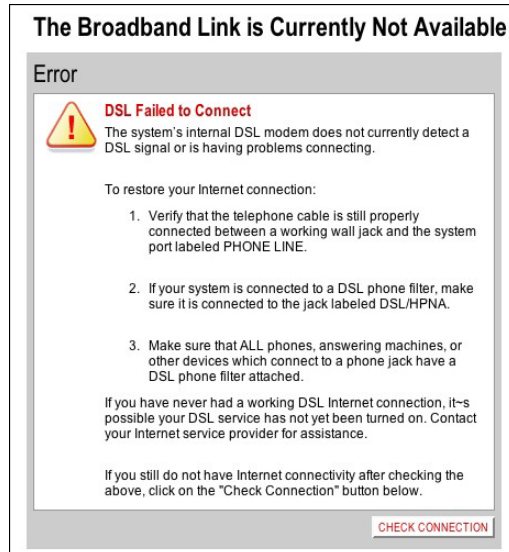 The Broadband Link is Currently Not Available
Error
DSL Failed to Connect
The system's internal DSL modem does not currently detect a
DSL signal or is having problems connecting.
To restore your Internet connection:
1. Verify that the telephone cable is still properly
connected between a working wall jack and the system
port labeled PHONE LINE.
2. If your system is connected to a DSL phone filter, make
sure it is connected to the jack labeled DSL/HPNA.
3. Make sure that ALL phones, answering machines, or
other devices which connect to a phone jack have a
DSL phone filter attached.
If you have never had a working DSL Internet connection, it~s
possible your DSL service has not yet been turned on. Contact
your Internet service provider for assistance.
If you still do not have Internet connectivity after checking the
above, click on the "Check Connection" button below.
CHECK CONNECTION